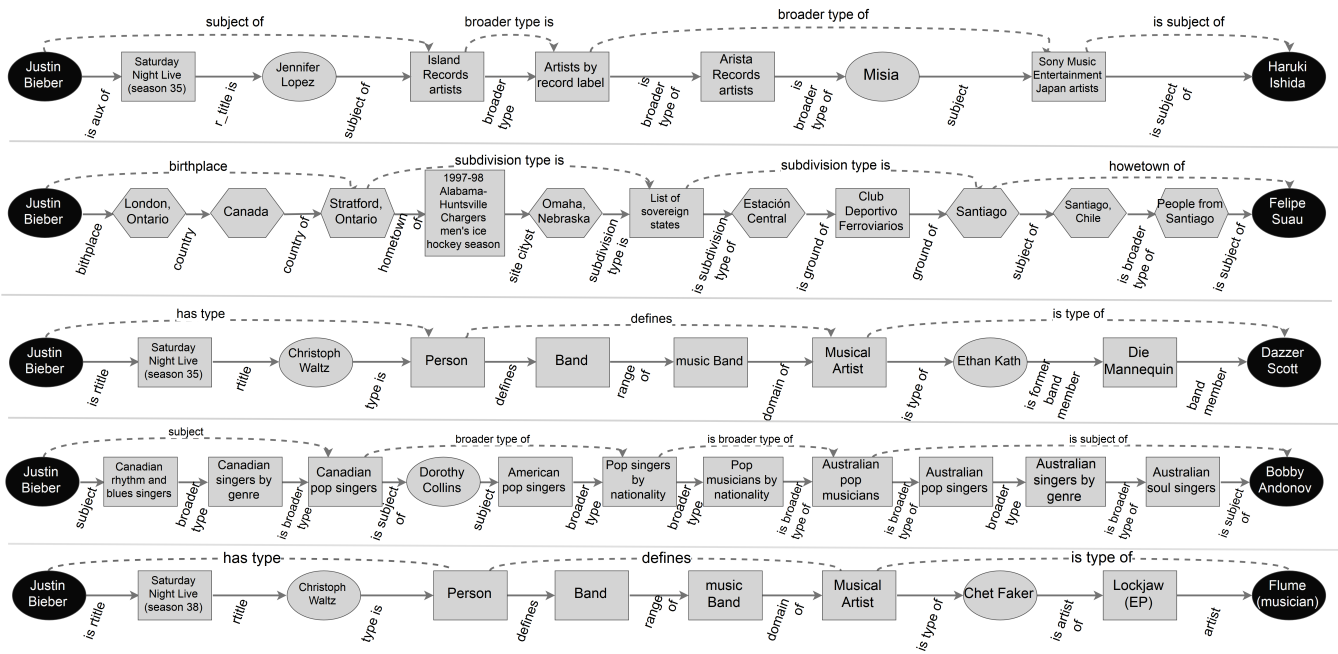 subject of
broader type is
broader type of
is subject of
Justin
Bieber
Saturday
Night Live
(season 35)
Jennifer
Lopez
Island
Records
artists
Artists by
record label
Arista
Records
artists
Misia
Sony Music
Entertainment
Japan artists
Haruki
Ishida
is aux of
r_title is
subject of
broader
type
is
broader
type of
is
broader
type of
subject
is subject
of
birthplace
subdivision type is
subdivision type is
howetown of
Justin
Bieber
London,
Ontario
Canada
Stratford,
Ontario
1997-98
Alabama-
Huntsville
Chargers
men's ice
hockey season
Omaha,
Nebraska
List of
sovereign
states
Estación
Central
Club
Deportivo
Ferroviarios
Santiago
Santiago,
Chile
People from
Santiago
Felipe
Suau
bithplace
country
country of
hometown
of
site cityst
subdivision
type is
is subdivision
type of
is ground of
ground of
subject of
is broader
type of
is subject of
has type
defines
is type of
Justin
Bieber
Saturday
Night Live
(season 35)
Christoph
Waltz
Person
Band
music Band
Musical
Artist
Ethan Kath
Die
Mannequin
Dazzer
Scott
is rtitle
rtitle
type is
defines
range
of
domain of
is type of
is former
band
member
band
member
subject
broader type of
is broader type of
is subject of
Justin
Bieber
Canadian
rhythm and
blues singers
Canadian
singers by
genre
Canadian
pop singers
Dorothy
Collins
American
pop singers
Pop singers
by
nationality
Pop
musicians by
nationality
Australian
pop
musicians
Australian
pop singers
Australian
singers by
genre
Australian
soul singers
Bobby
Andonov
subject
broader
type
is broader
type
is subject
of
subject
broader
type
broader
type
is broader
type of
is broader
type of
broader
type
is broader
type of
is subject
of
has type
defines
is type of
Justin
Bieber
Saturday
Night Live
(season 38)
Christoph
Waltz
Person
Band
music
Band
Musical
Artist
Chet Faker
Lockjaw
(EP)
Flume
(musician)
is rtitle
rtitle
type is
defines
range
of
domain
of
is type of
is artist
of
artist